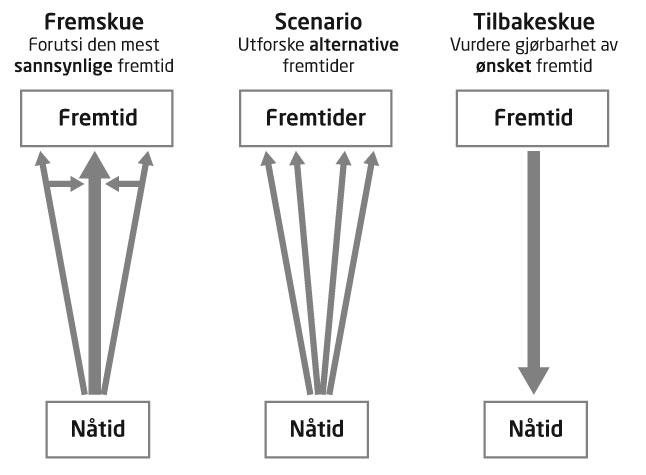 Fremskue
Forutsi den mest
sannsynlige fremtid
Fremtid
Nåtid
Scenario
Utforske alternative
fremtider
Fremtider
Nåtid
Tilbakeskue
Vurdere gjørbarhet av
ønsket fremtid
Fremtid
Nåtid